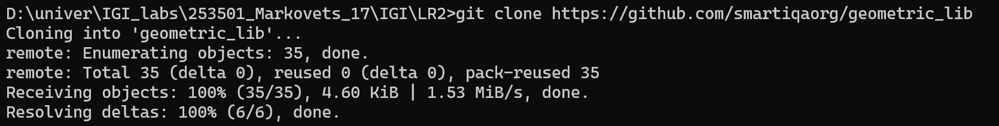 D:\univer\IGI_labs\253501_Markovets_17\IGI\LR2>git clone https://github.com/smartiqaorg/geometric_lib
Cloning into 'geometric_lib'...
remote: Enumerating objects: 35, done.
remote: Total 35 (delta 0), reused 0 (delta 0), pack-reused 35
Receiving objects: 100% (35/35), 4.60 KiB | 1.53 MiB/s, done.
Resolving deltas: 100% (6/6), done.